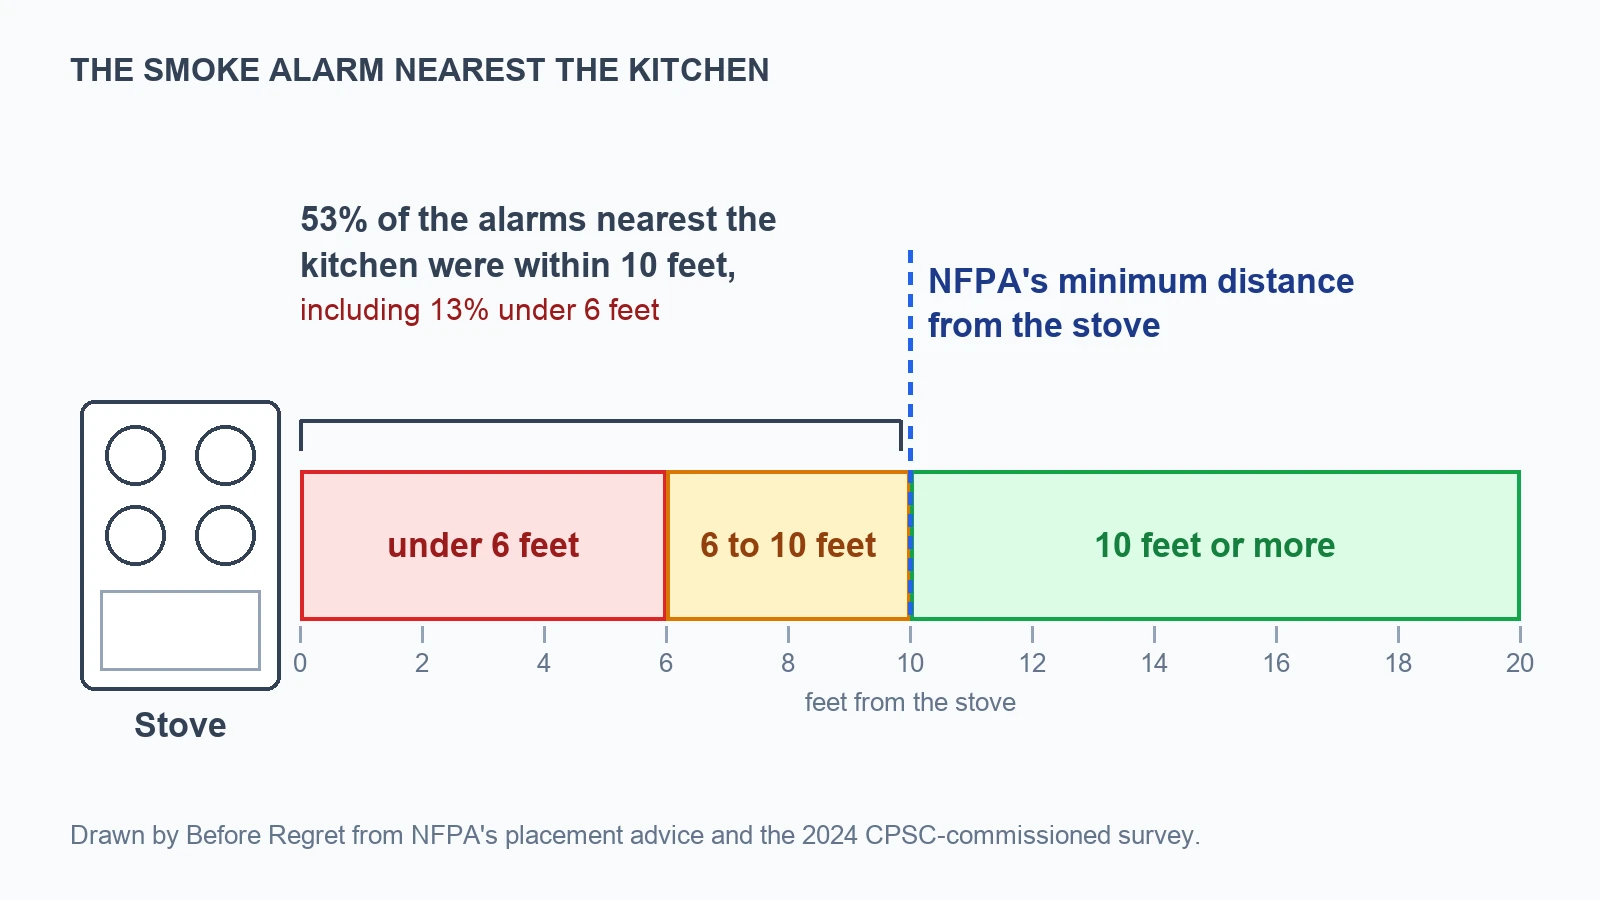 THE SMOKE ALARM NEAREST THE KITCHEN
53% of the alarms nearest the
kitchen were within 10 feet,
including 13% under 6 feet
NFPA's minimum distance
from the stove
under 6 feet
6 to 10 feet
10 feet or more
0 2 4 6 8 10 12 14 16 18 20
feet from the stove
Stove
Drawn by Before Regret from NFPA's placement advice and the 2024 CPSC-commissioned survey.